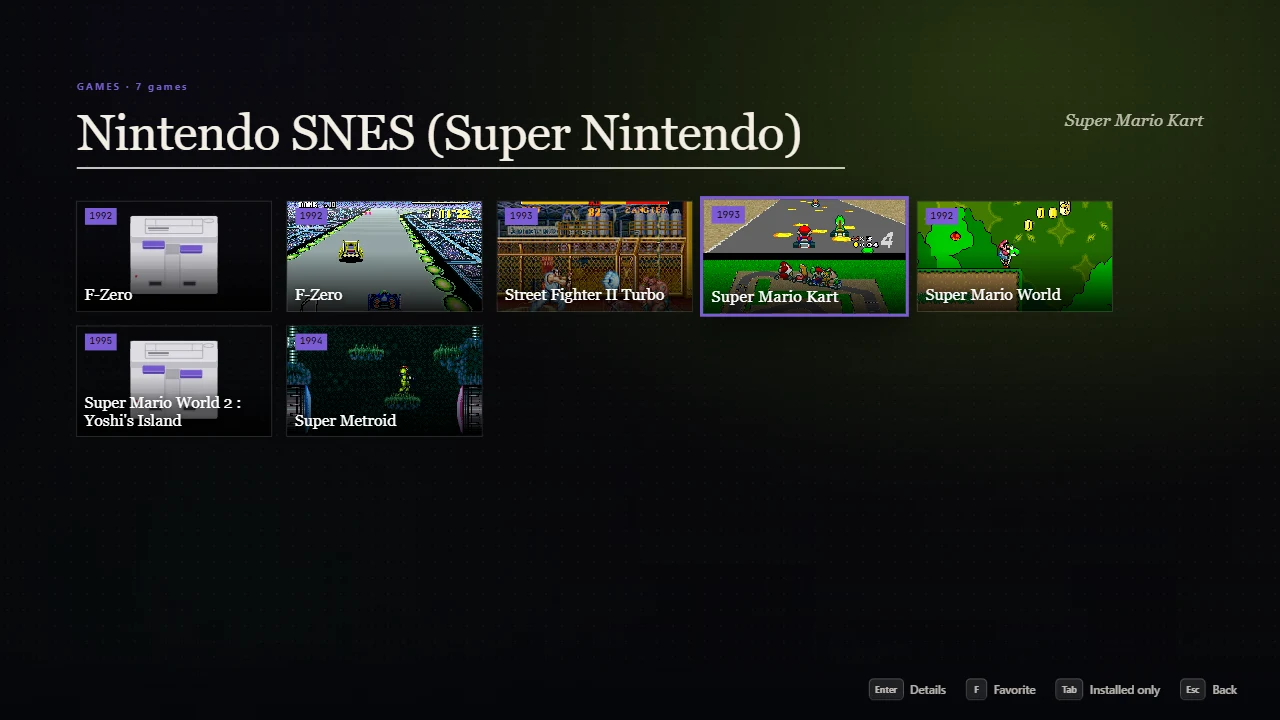 GAMES · 7 games
Nintendo SNES (Super Nintendo)
Super Mario Kart
1992
F-Zero
1992
F-Zero
1993
Street Fighter II Turbo
1993
4
Super Mario Kart
1992
Super Mario World
1995
Super Mario World 2 :
Yoshi's Island
1994
Super Metroid
Enter Details
F Favorite
Tab Installed only
Esc Back